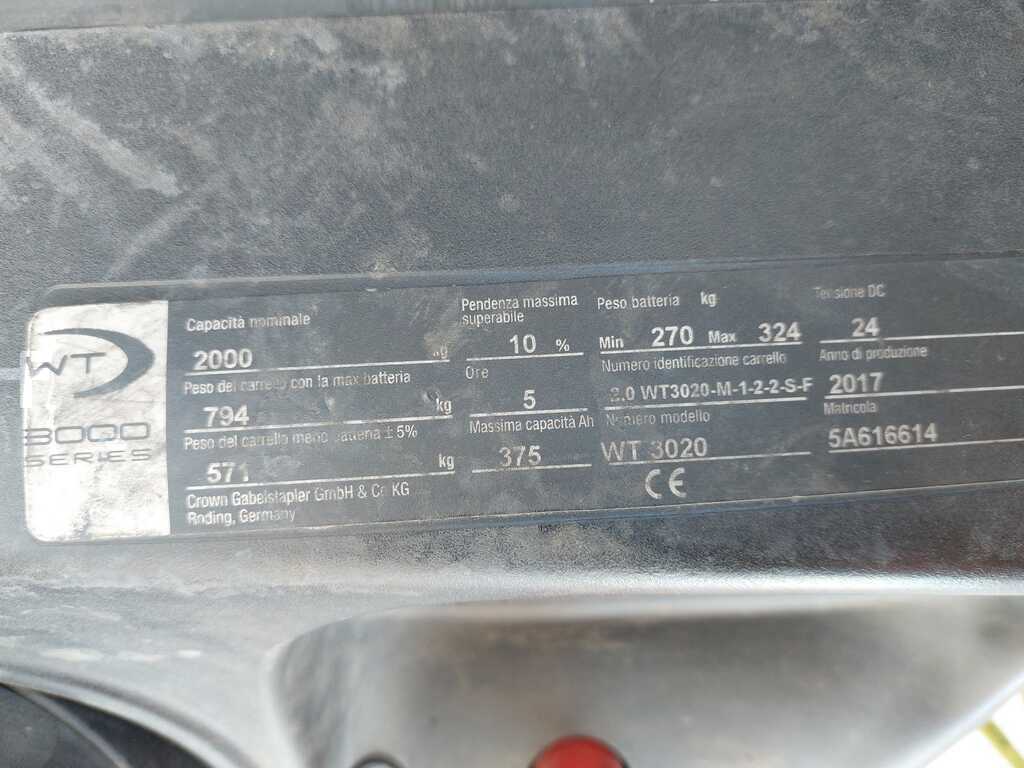 WT
3000
SERIES
Capacità nominale
2000 kg
Peso del carrello con la max batteria
794 kg
Peso del carrello meno batteria ± 5%
571 kg
Crown Gabelstapler GmbH & Co KG
Roding, Germany
Pendenza massima
superabile
10 %
Ore
5
Massima capacità Ah
375
Peso batteria kg
Min 270 Max 324
Numero identificazione carrello
2.0 WT3020-M-1-2-2-S-F
Numero modello
WT 3020
CE
Tensione DC
24
Anno di produzione
2017
Matricola
5A616614